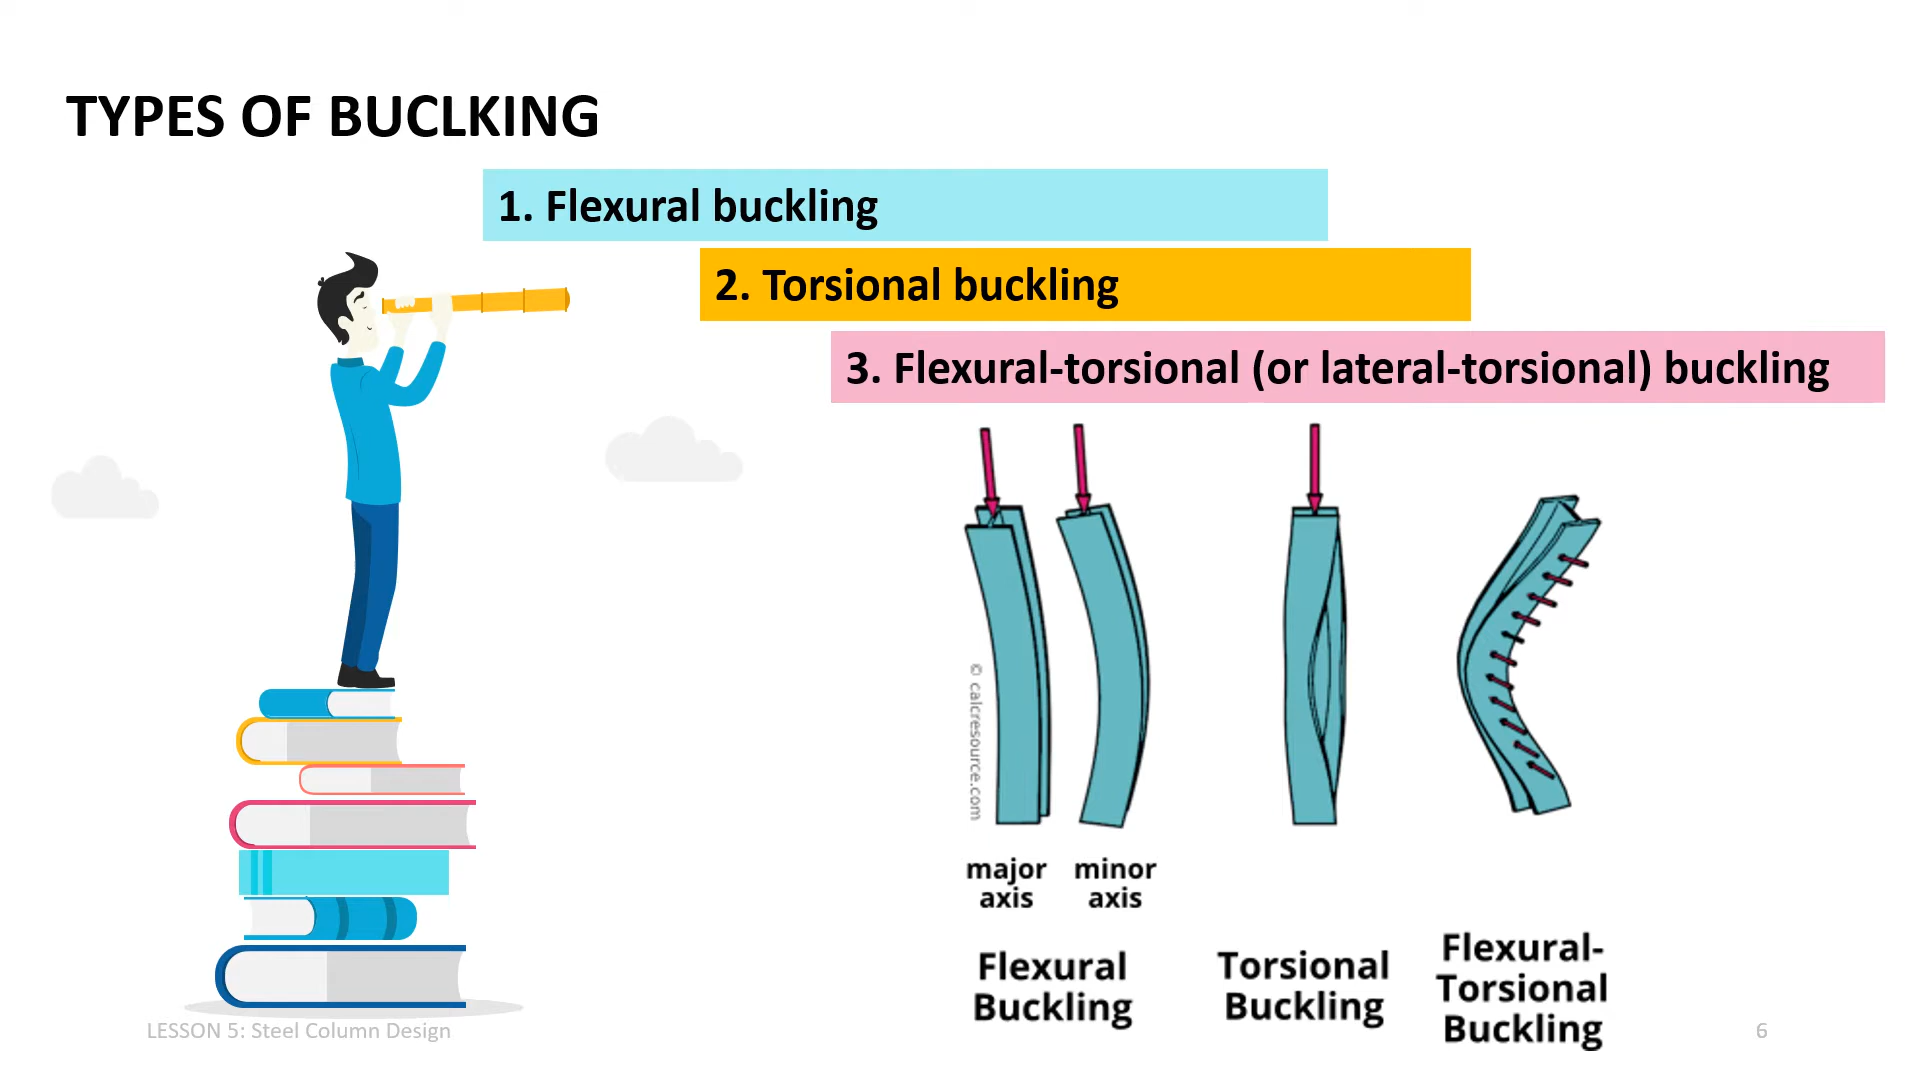 TYPES OF BUCLKING
1. Flexural buckling
2. Torsional buckling
3. Flexural-torsional (or lateral-torsional) buckling
© calcresource.com
major
axis
minor
axis
Flexural
Buckling
Torsional
Buckling
Flexural-
Torsional
Buckling
LESSON 5: Steel Column Design
6